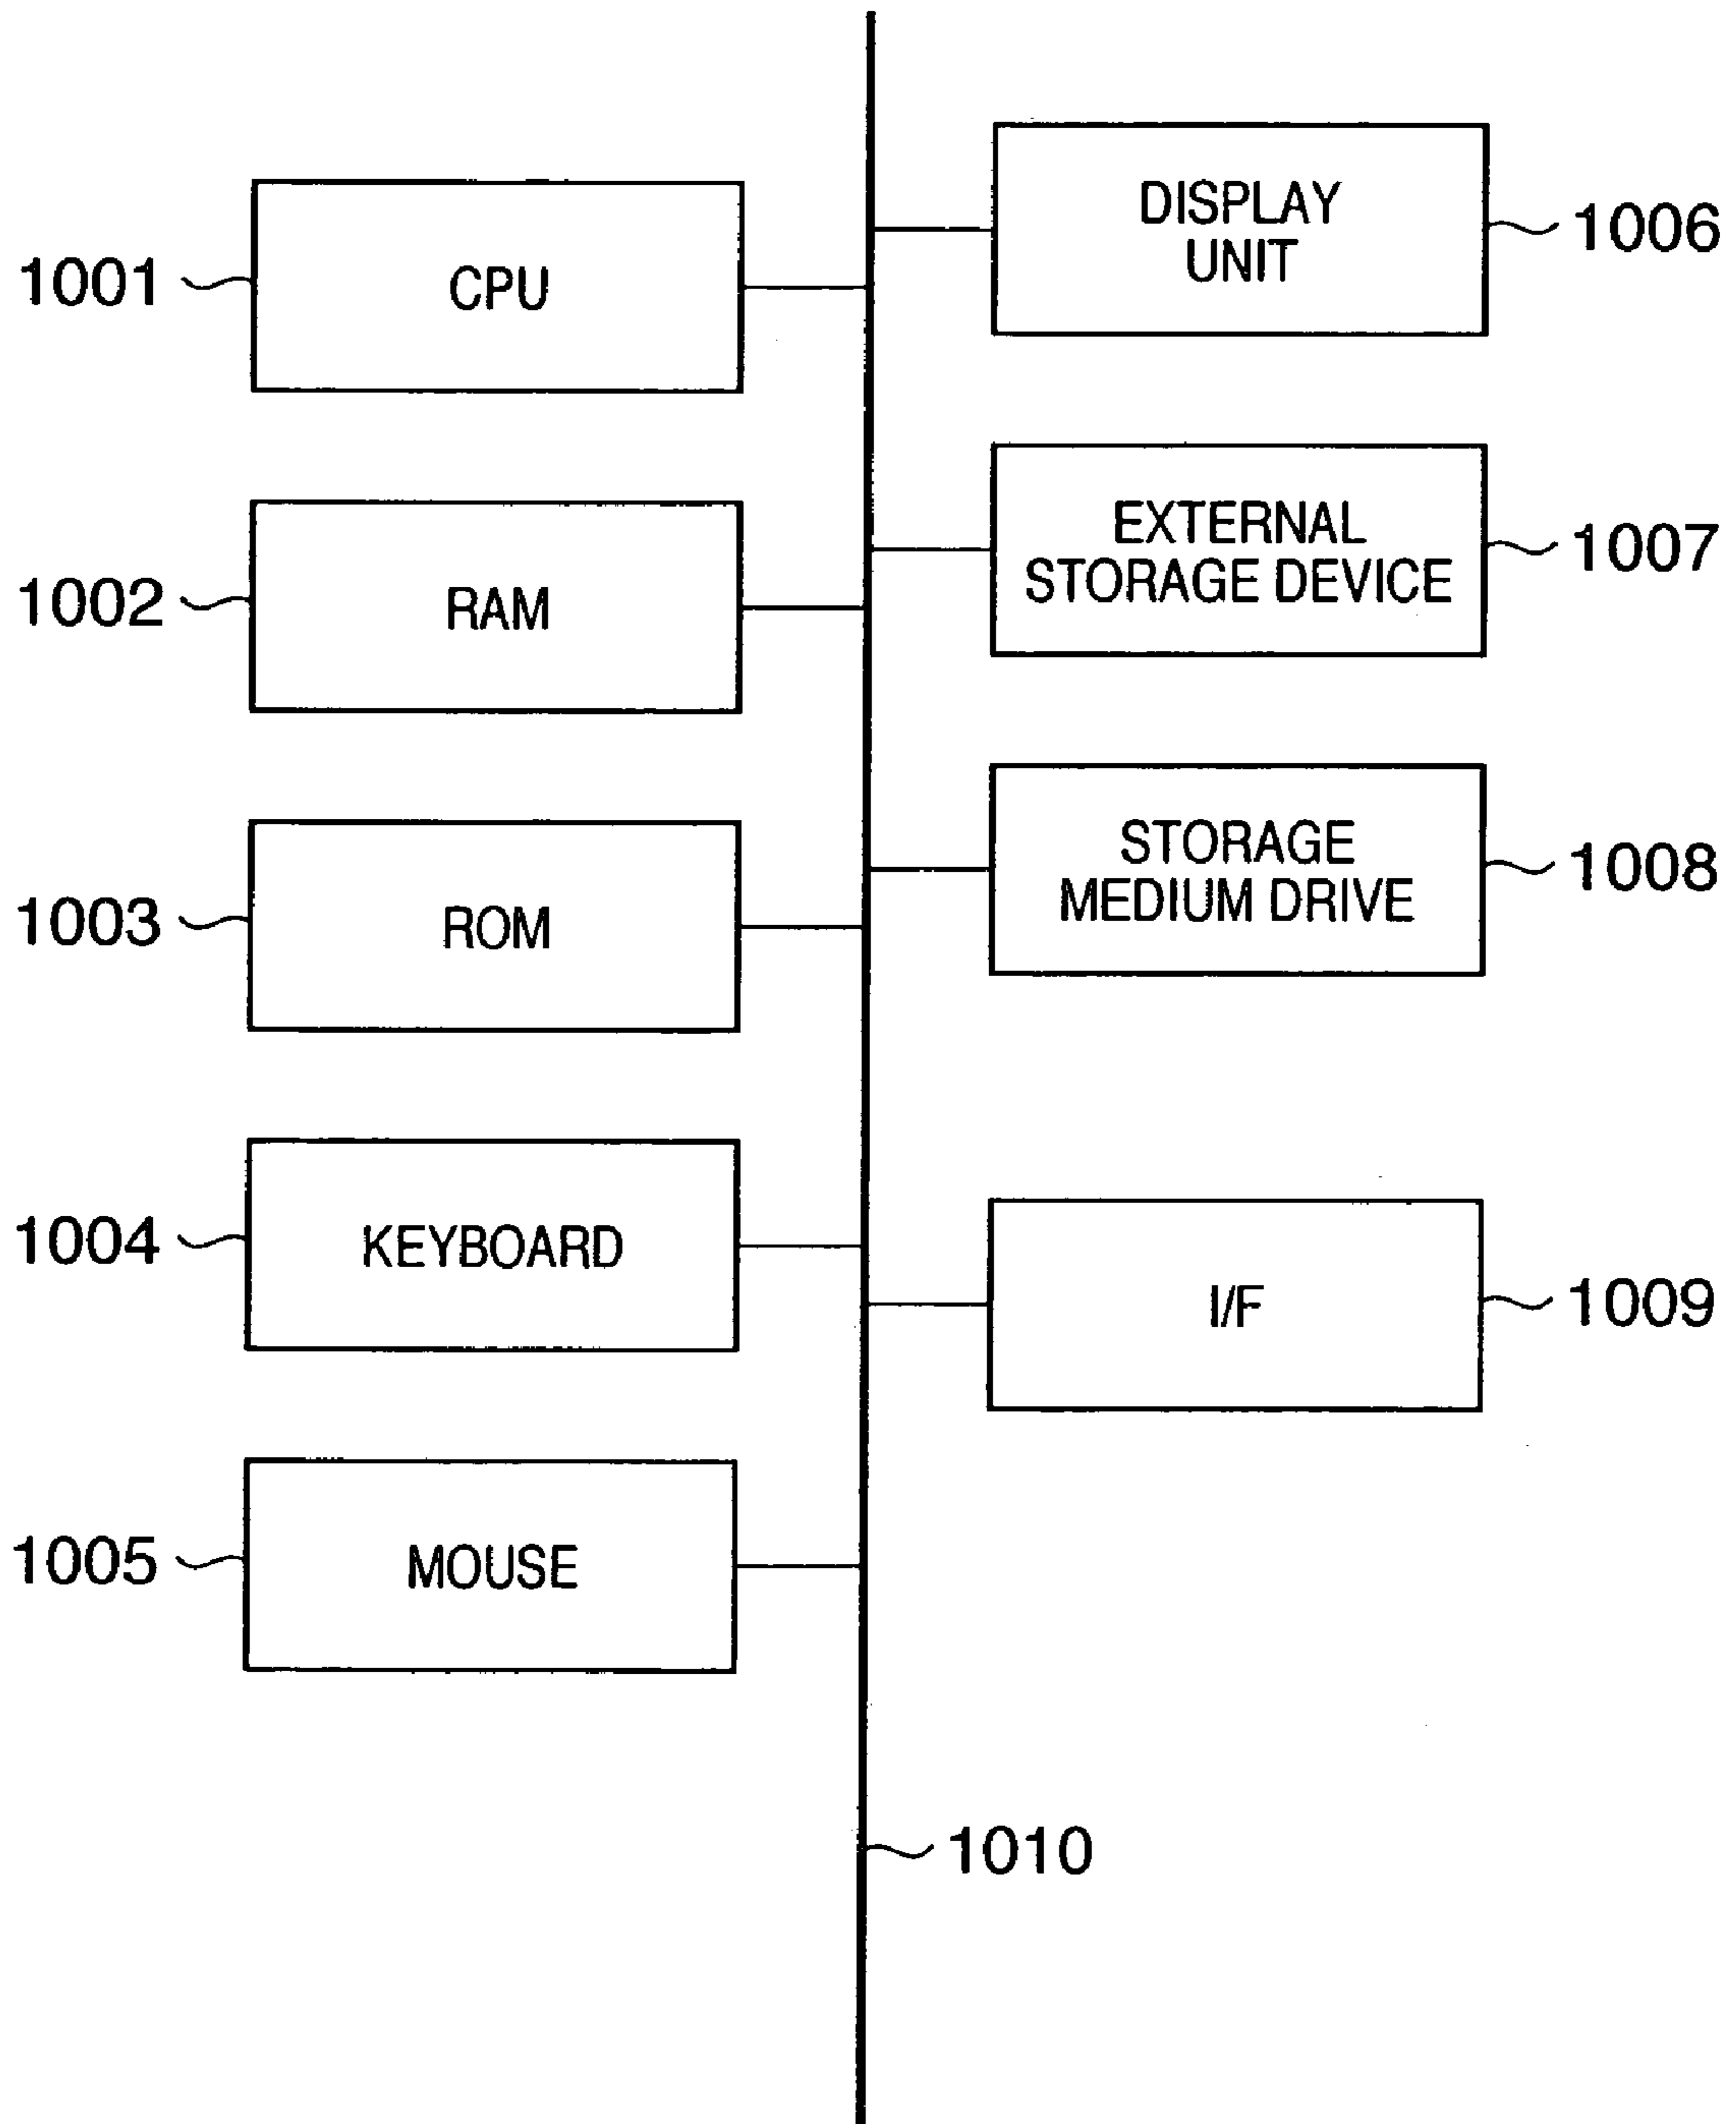 1001
CPU
1002
RAM
1003
ROM
1004
KEYBOARD
1005
MOUSE
DISPLAY
UNIT
1006
EXTERNAL
STORAGE DEVICE
1007
STORAGE
MEDIUM DRIVE
1008
I/F
1009
1010